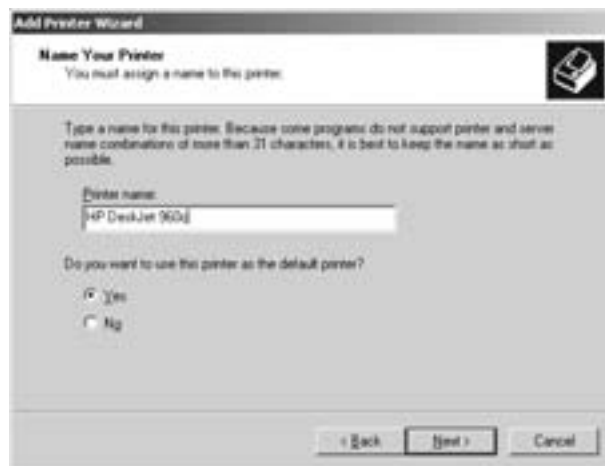 Add Printer Wizard
Name Your Printer
You must assign a name to this printer.
Type a name for this printer. Because some programs do not support printer and server
name combinations of more than 31 characters, it is best to keep the name as short as
possible.
Printer name:
HP DeskJet 960c
Do you want to use this printer as the default printer?
Yes
No
< Back
Next >
Cancel